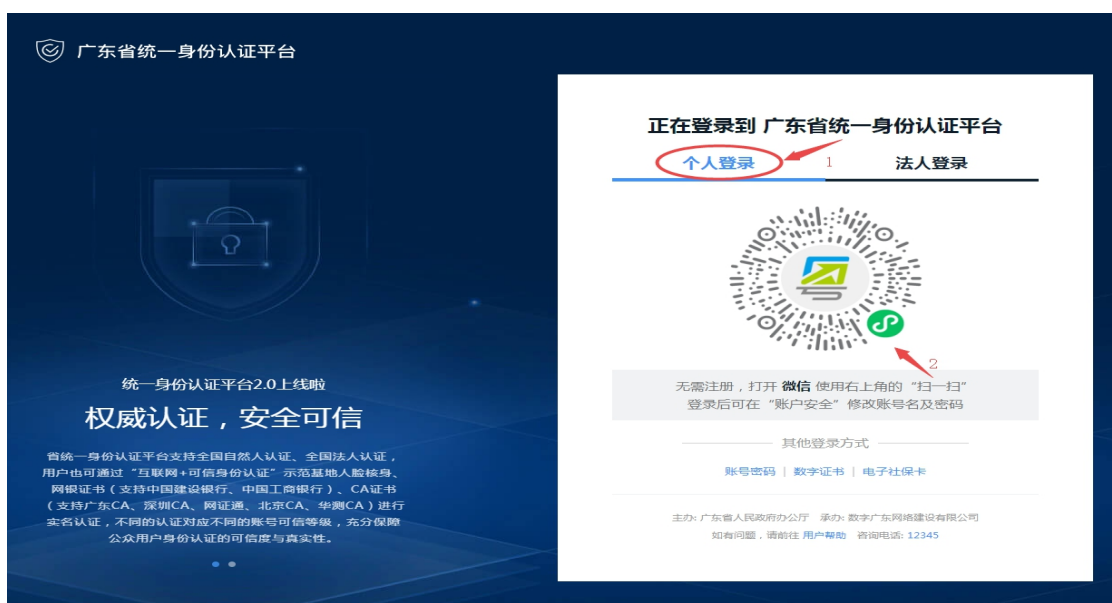 广东省统一身份认证平台
正在登录到 广东省统一身份认证平台
个人登录
1
法人登录
2
无需注册，打开 微信 使用右上角的“扫一扫”
登录后可在“账户安全”修改账号名及密码
其他登录方式
账号密码 | 数字证书 | 电子社保卡
主办: 广东省人民政府办公厅 承办: 数字广东网络建设有限公司
如有问题，请前往 用户帮助 咨询电话: 12345
统一身份认证平台2.0上线啦
权威认证，安全可信
省统一身份认证平台支持全国自然人认证、全国法人认证，
用户也可通过“互联网+可信身份认证”示范基地人脸核身、
网银证书（支持中国建设银行、中国工商银行）、CA证书
（支持广东CA、深圳CA、网证通、北京CA、华测CA）进行
实名认证，不同的认证对应不同的账号可信等级，充分保障
公众用户身份认证的可信度与真实性。